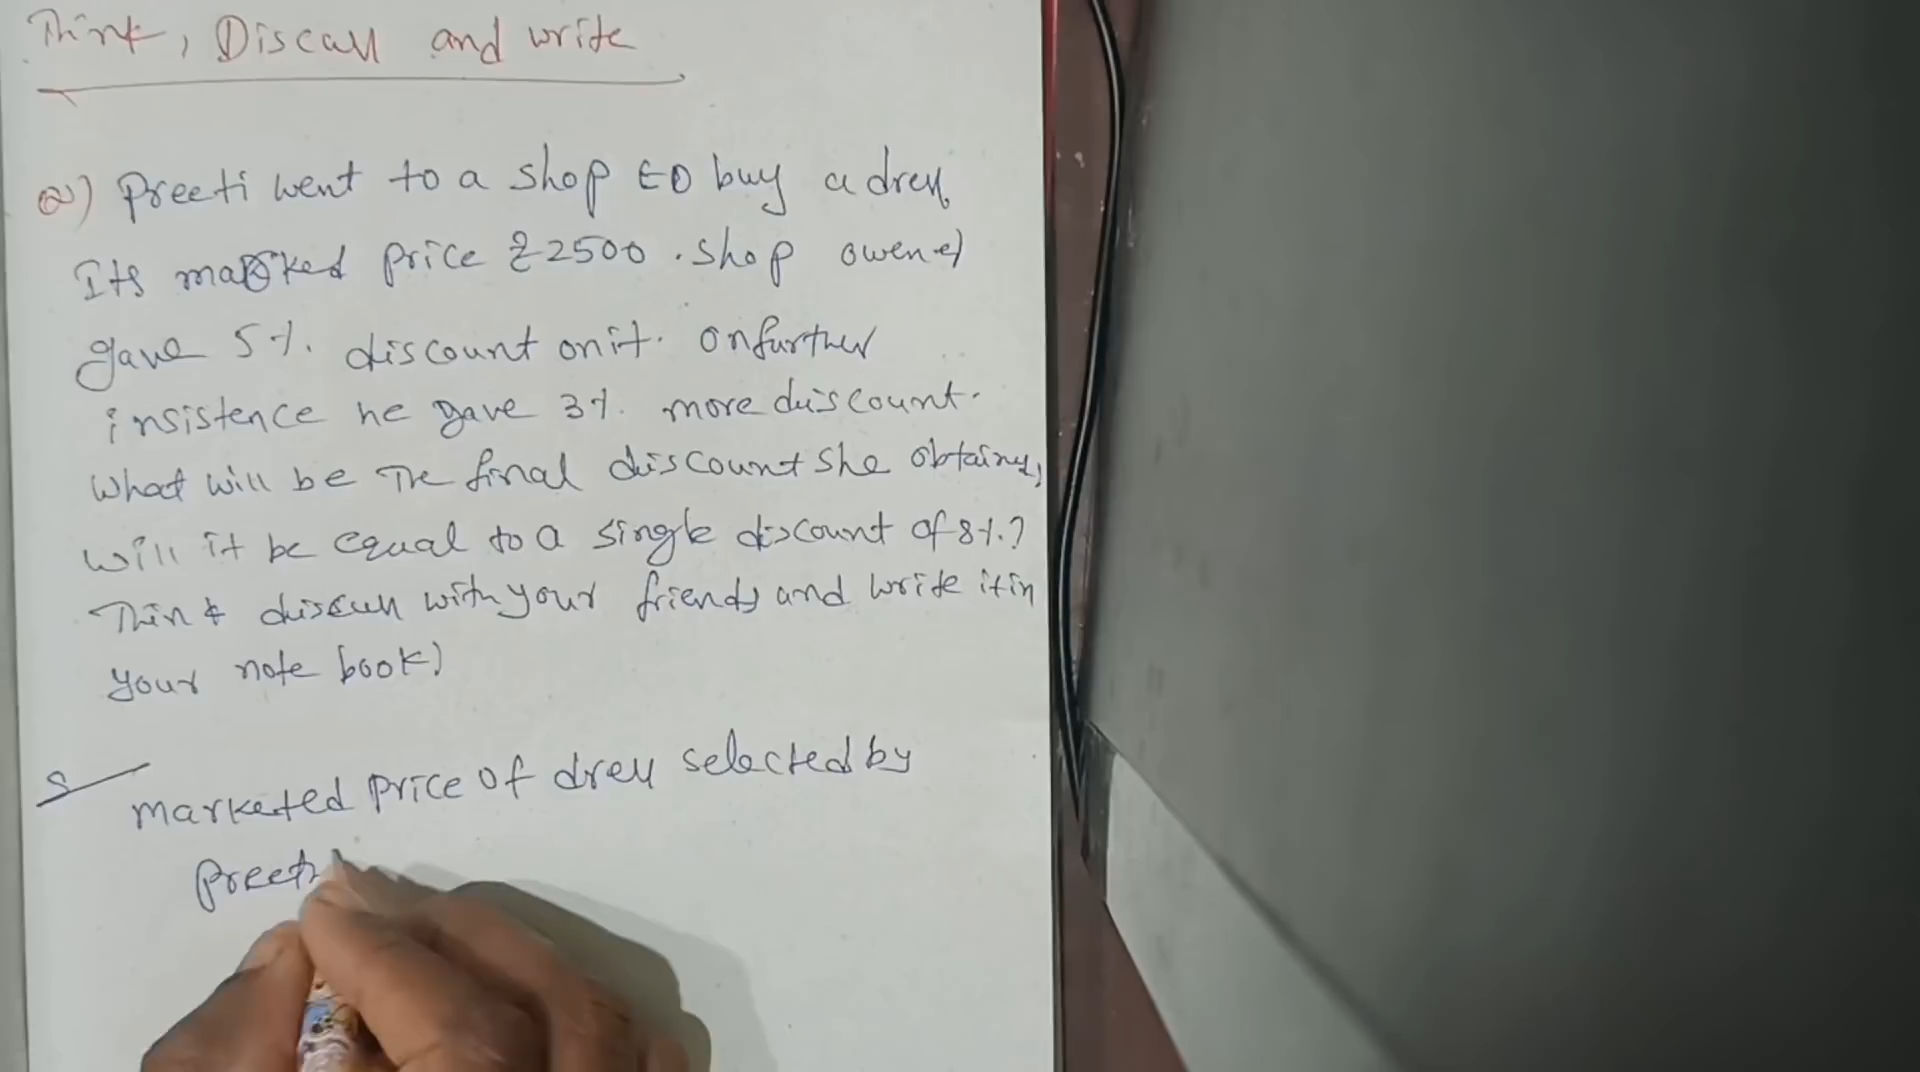 Think, Discuss and write
Q) Preeti went to a shop to buy a dress
Its marked price ₹2500 . shop owener
gave 5%. discount on it. On further
insistence he gave 3%. more discount.
What will be The final discount she obtains,
will it be equal to a single discount of 8%.?
Think discuss with your friends and write it in
your note book)
S
marketed price of dress selected by
Preeti